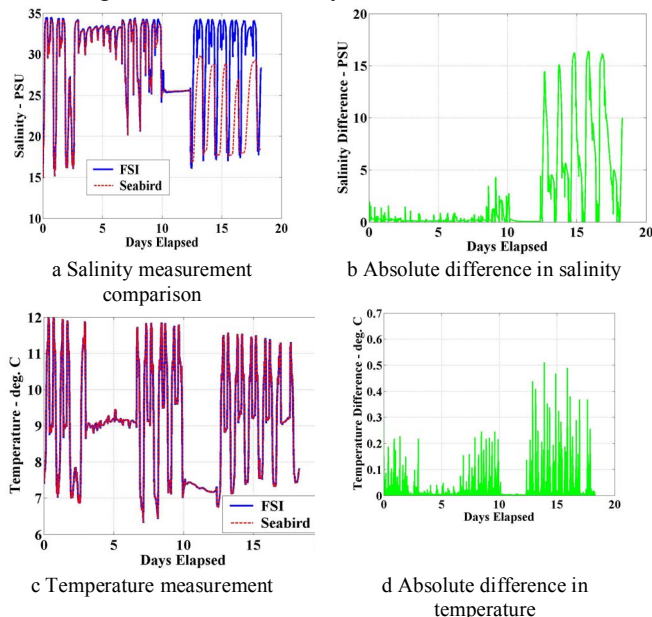 Salinity - PSU
35
30
25
20
15
10
FSI
Seabird
0 5 10 15 20
Days Elapsed
a Salinity measurement
comparison
Salinity Difference - PSU
20
15
10
5
0
0 5 10 15 20
Days Elapsed
b Absolute difference in salinity
Temperature - deg. C
12
11
10
9
8
7
6
FSI
Seabird
0 5 10 15
Days Elapsed
c Temperature measurement
Temperature Difference - deg. C
0.7
0.6
0.5
0.4
0.3
0.2
0.1
0
0 5 10 15 20
Days Elapsed
d Absolute difference in
temperature